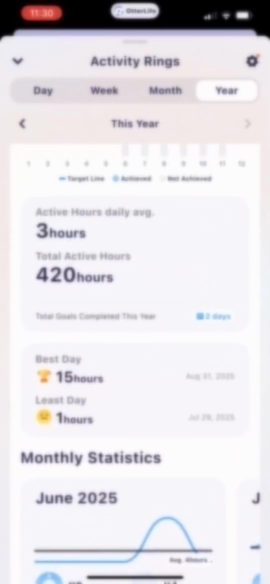 11:30
OtterLife
Activity Rings
Day Week Month Year
This Year
1 2 3 4 5 6 7 8 9 10 11 12
Target Line Achieved Not Achieved
Active Hours daily avg.
3hours
Total Active Hours
420hours
Total Goals Completed This Year 2 days
Best Day
15hours Aug 31, 2025
Least Day
1hours Jul 28, 2025
Monthly Statistics
June 2025 J
Avg. 4hours